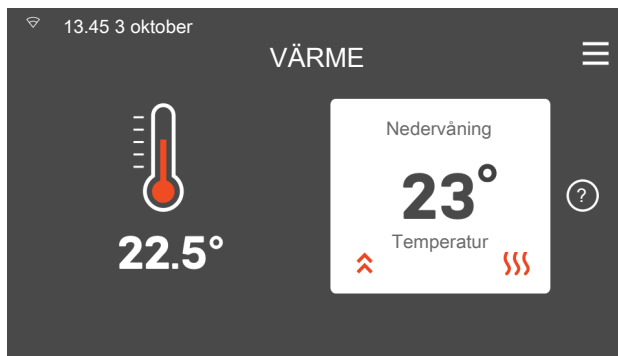 13.45 3 oktober
VÄRME
22.5°
Nedervåning
23°
Temperatur
?